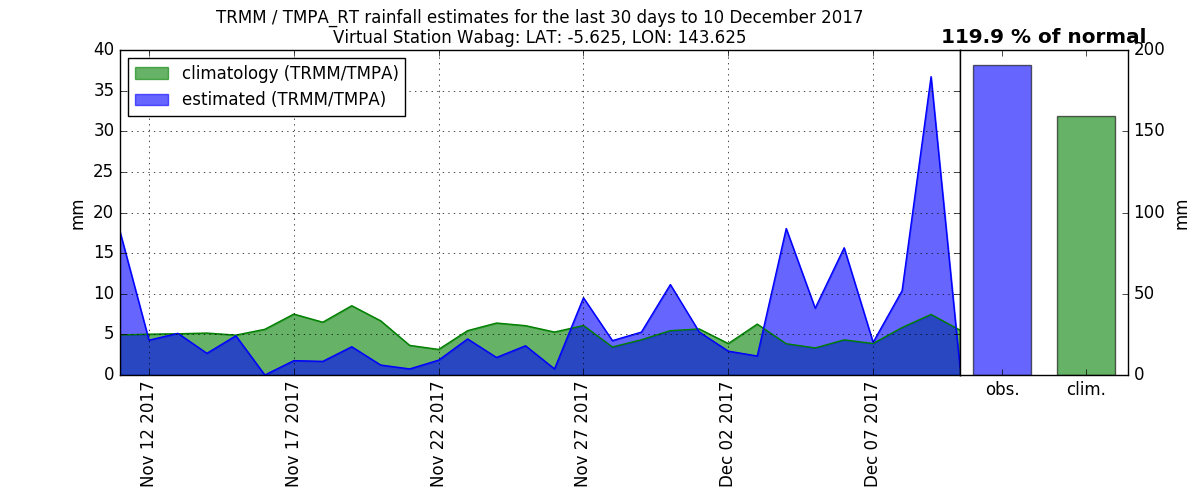 TRMM / TMPA_RT rainfall estimates for the last 30 days to 10 December 2017
Virtual Station Wabag: LAT: -5.625, LON: 143.625
119.9 % of normal
climatology (TRMM/TMPA)
estimated (TRMM/TMPA)
40
35
30
25
20
15
10
5
0
mm
Nov 12 2017
Nov 17 2017
Nov 22 2017
Nov 27 2017
Dec 02 2017
Dec 07 2017
obs.
clim.
200
150
100
50
0
mm